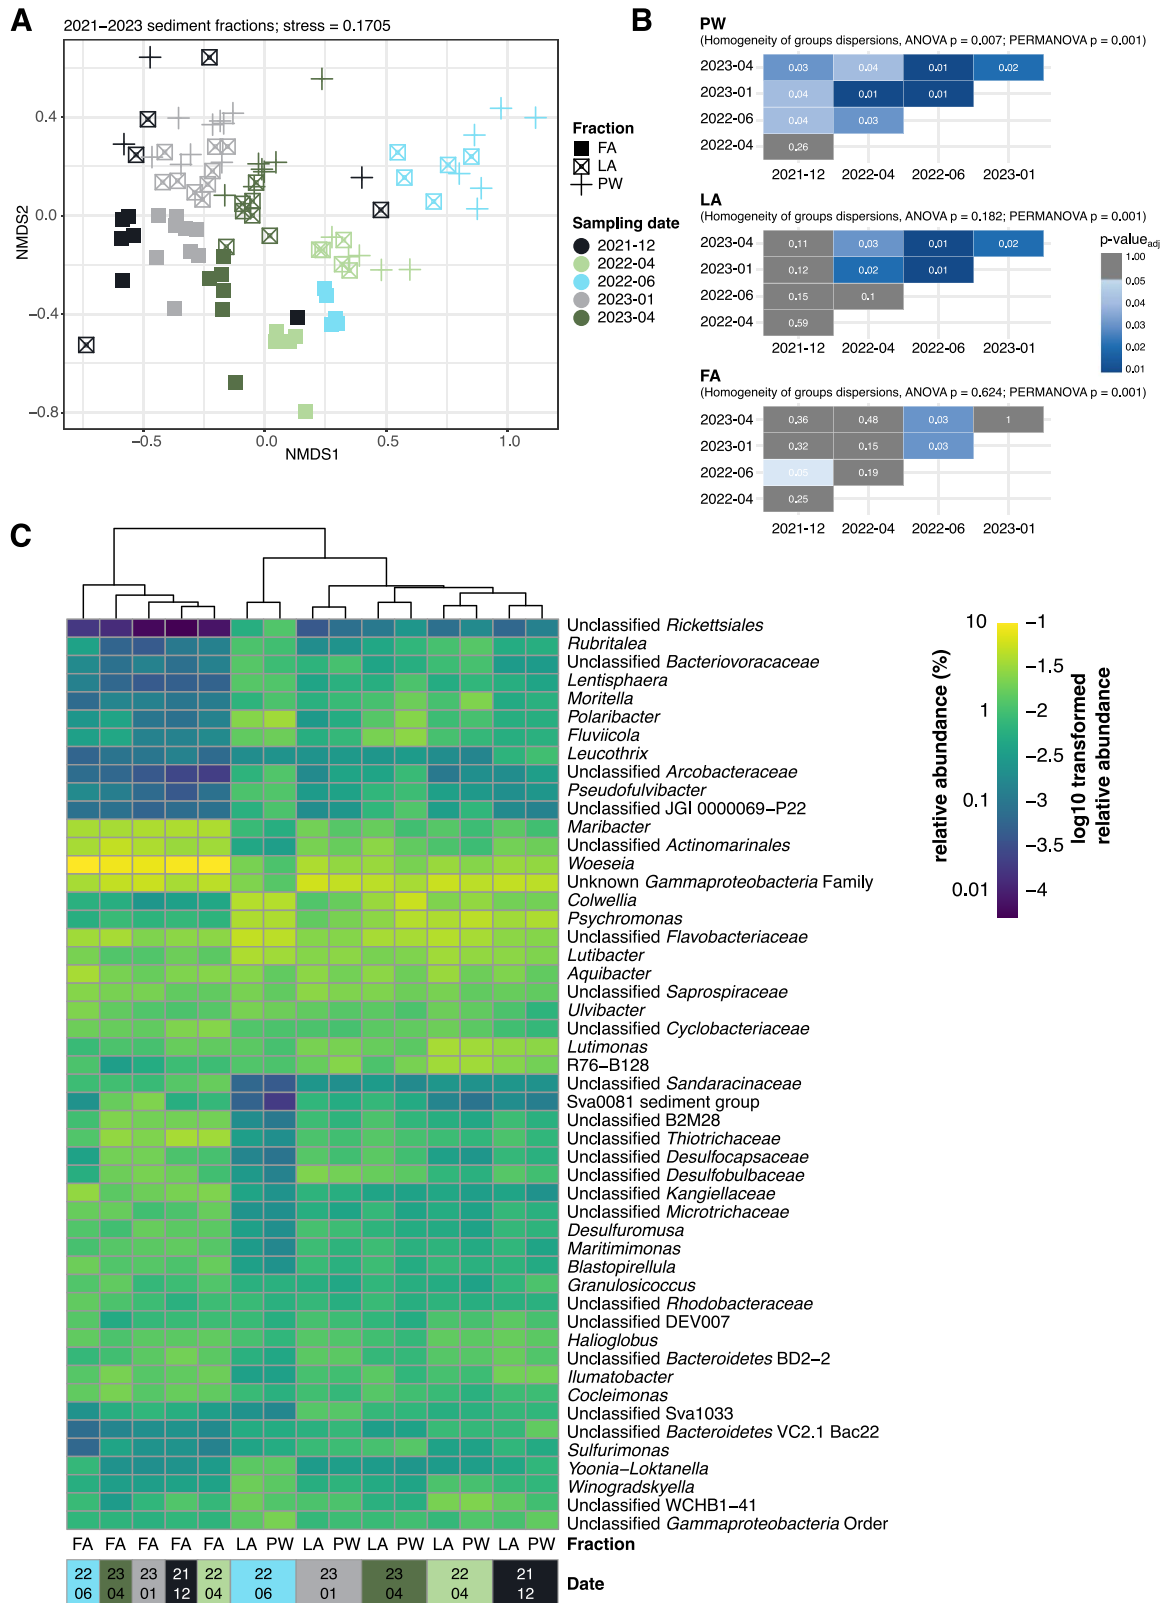 A
2021−2023 sediment fractions; stress = 0.1705
NMDS2
0.4
0.0
−0.4
−0.8
−0.5
0.0
0.5
1.0
NMDS1
Fraction
FA
LA
PW
Sampling date
2021−12
2022−04
2022−06
2023−01
2023−04
B
PW
(Homogeneity of groups dispersions, ANOVA p = 0.007; PERMANOVA p = 0.001)
2023-04 0.03 0.04 0.01 0.02
2023-01 0.04 0.01 0.01
2022-06 0.04 0.03
2022-04 0.26
2021-12 2022-04 2022-06 2023-01
LA
(Homogeneity of groups dispersions, ANOVA p = 0.182; PERMANOVA p = 0.001)
2023-04 0.11 0.03 0.01 0.02
2023-01 0.12 0.02 0.01
2022-06 0.15 0.1
2022-04 0.59
2021-12 2022-04 2022-06 2023-01
FA
(Homogeneity of groups dispersions, ANOVA p = 0.624; PERMANOVA p = 0.001)
2023-04 0.36 0.48 0.03 1
2023-01 0.32 0.15 0.03
2022-06 0.05 0.19
2022-04 0.25
2021-12 2022-04 2022-06 2023-01
p-valueadj
1.00
0.05
0.04
0.03
0.02
0.01
C
Unclassified Rickettsiales
Rubritalea
Unclassified Bacteriovoracaceae
Lentisphaera
Moritella
Polaribacter
Fluviicola
Leucothrix
Unclassified Arcobacteraceae
Pseudofulvibacter
Unclassified JGI 0000069−P22
Maribacter
Unclassified Actinomarinales
Woeseia
Unknown Gammaproteobacteria Family
Colwellia
Psychromonas
Unclassified Flavobacteriaceae
Lutibacter
Aquibacter
Unclassified Saprospiraceae
Ulvibacter
Unclassified Cyclobacteriaceae
Lutimonas
R76−B128
Unclassified Sandaracinaceae
Sva0081 sediment group
Unclassified B2M28
Unclassified Thiotrichaceae
Unclassified Desulfocapsaceae
Unclassified Desulfobulbaceae
Unclassified Kangiellaceae
Unclassified Microtrichaceae
Desulfuromusa
Maritimimonas
Blastopirellula
Granulosicoccus
Unclassified Rhodobacteraceae
Unclassified DEV007
Halioglobus
Unclassified Bacteroidetes BD2−2
Ilumatobacter
Cocleimonas
Unclassified Sva1033
Unclassified Bacteroidetes VC2.1 Bac22
Sulfurimonas
Yoonia−Loktanella
Winogradskyella
Unclassified WCHB1−41
Unclassified Gammaproteobacteria Order
FA FA FA FA FA LA PW LA PW LA PW LA PW LA PW Fraction
22 23 23 21 22 22 23 23 22 21
06 04 01 12 04 06 01 04 04 12
Date
relative abundance (%)
10
1
0.1
0.01
−1
−1.5
−2
−2.5
−3
−3.5
−4
log10 transformed
relative abundance